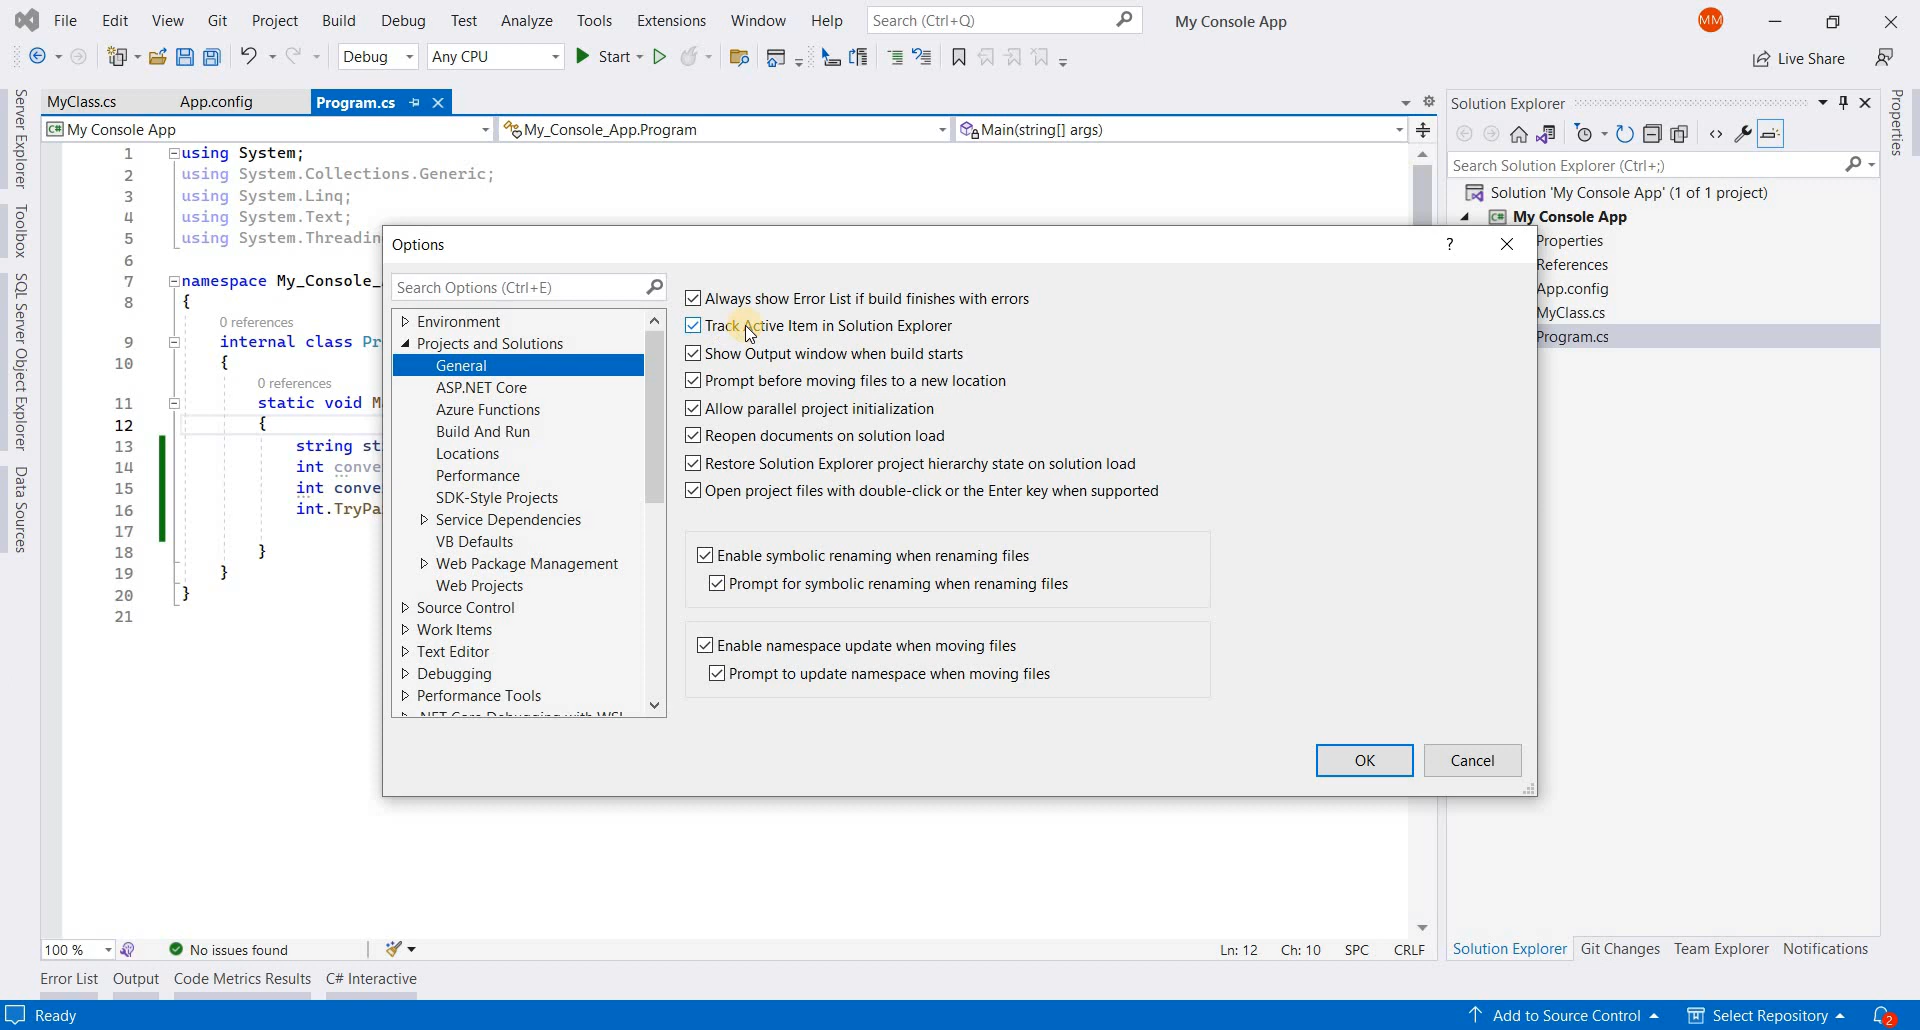 File Edit View Git Project Build Debug Test Analyze Tools Extensions Window Help Search (Ctrl+Q) My Console App MM
Debug Any CPU Start Live Share
MyClass.cs App.config Program.cs
My Console App My_Console_App.Program Main(string[] args)
1 using System;
2 using System.Collections.Generic;
3 using System.Linq;
4 using System.Text;
5 using System.Threadin
6
7 namespace My_Console_
8 {
0 references
9 internal class Pr
10 {
0 references
11 static void M
12 {
13 string st
14 int conve
15 int conve
16 int.TryPa
17
18 }
19 }
20 }
21
Server Explorer
Toolbox
SQL Server Object Explorer
Data Sources
Options
?
Search Options (Ctrl+E)
Environment
Projects and Solutions
General
ASP.NET Core
Azure Functions
Build And Run
Locations
Performance
SDK-Style Projects
Service Dependencies
VB Defaults
Web Package Management
Web Projects
Source Control
Work Items
Text Editor
Debugging
Performance Tools
Always show Error List if build finishes with errors
Track Active Item in Solution Explorer
Show Output window when build starts
Prompt before moving files to a new location
Allow parallel project initialization
Reopen documents on solution load
Restore Solution Explorer project hierarchy state on solution load
Open project files with double-click or the Enter key when supported
Enable symbolic renaming when renaming files
Prompt for symbolic renaming when renaming files
Enable namespace update when moving files
Prompt to update namespace when moving files
OK Cancel
Solution Explorer
Search Solution Explorer (Ctrl+;)
Solution 'My Console App' (1 of 1 project)
C# My Console App
Properties
References
App.config
MyClass.cs
Program.cs
Properties
100 % No issues found Ln: 12 Ch: 10 SPC CRLF
Solution Explorer Git Changes Team Explorer Notifications
Error List Output Code Metrics Results C# Interactive
Ready Add to Source Control Select Repository 2